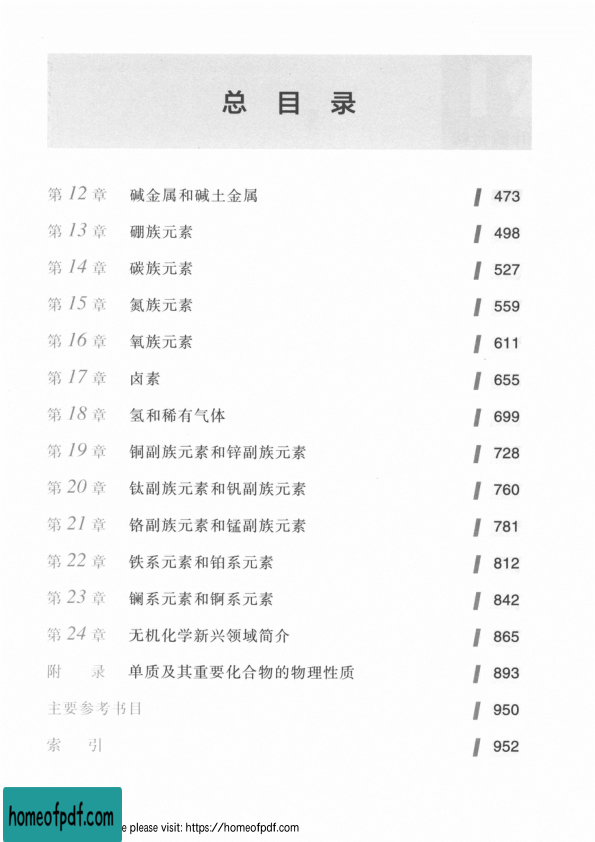 总 目 录
第 12 章 碱金属和碱土金属 473
第 13 章 硼族元素 498
第 14 章 碳族元素 527
第 15 章 氮族元素 559
第 16 章 氧族元素 611
第 17 章 卤素 655
第 18 章 氢和稀有气体 699
第 19 章 铜副族元素和锌副族元素 728
第 20 章 钛副族元素和钒副族元素 760
第 21 章 铬副族元素和锰副族元素 781
第 22 章 铁系元素和铂系元素 812
第 23 章 镧系元素和锕系元素 842
第 24 章 无机化学新兴领域简介 865
附 录 单质及其重要化合物的物理性质 893
主要参考书目 950
索 引 952
homeofpdf.com
e please visit: https://homeofpdf.com